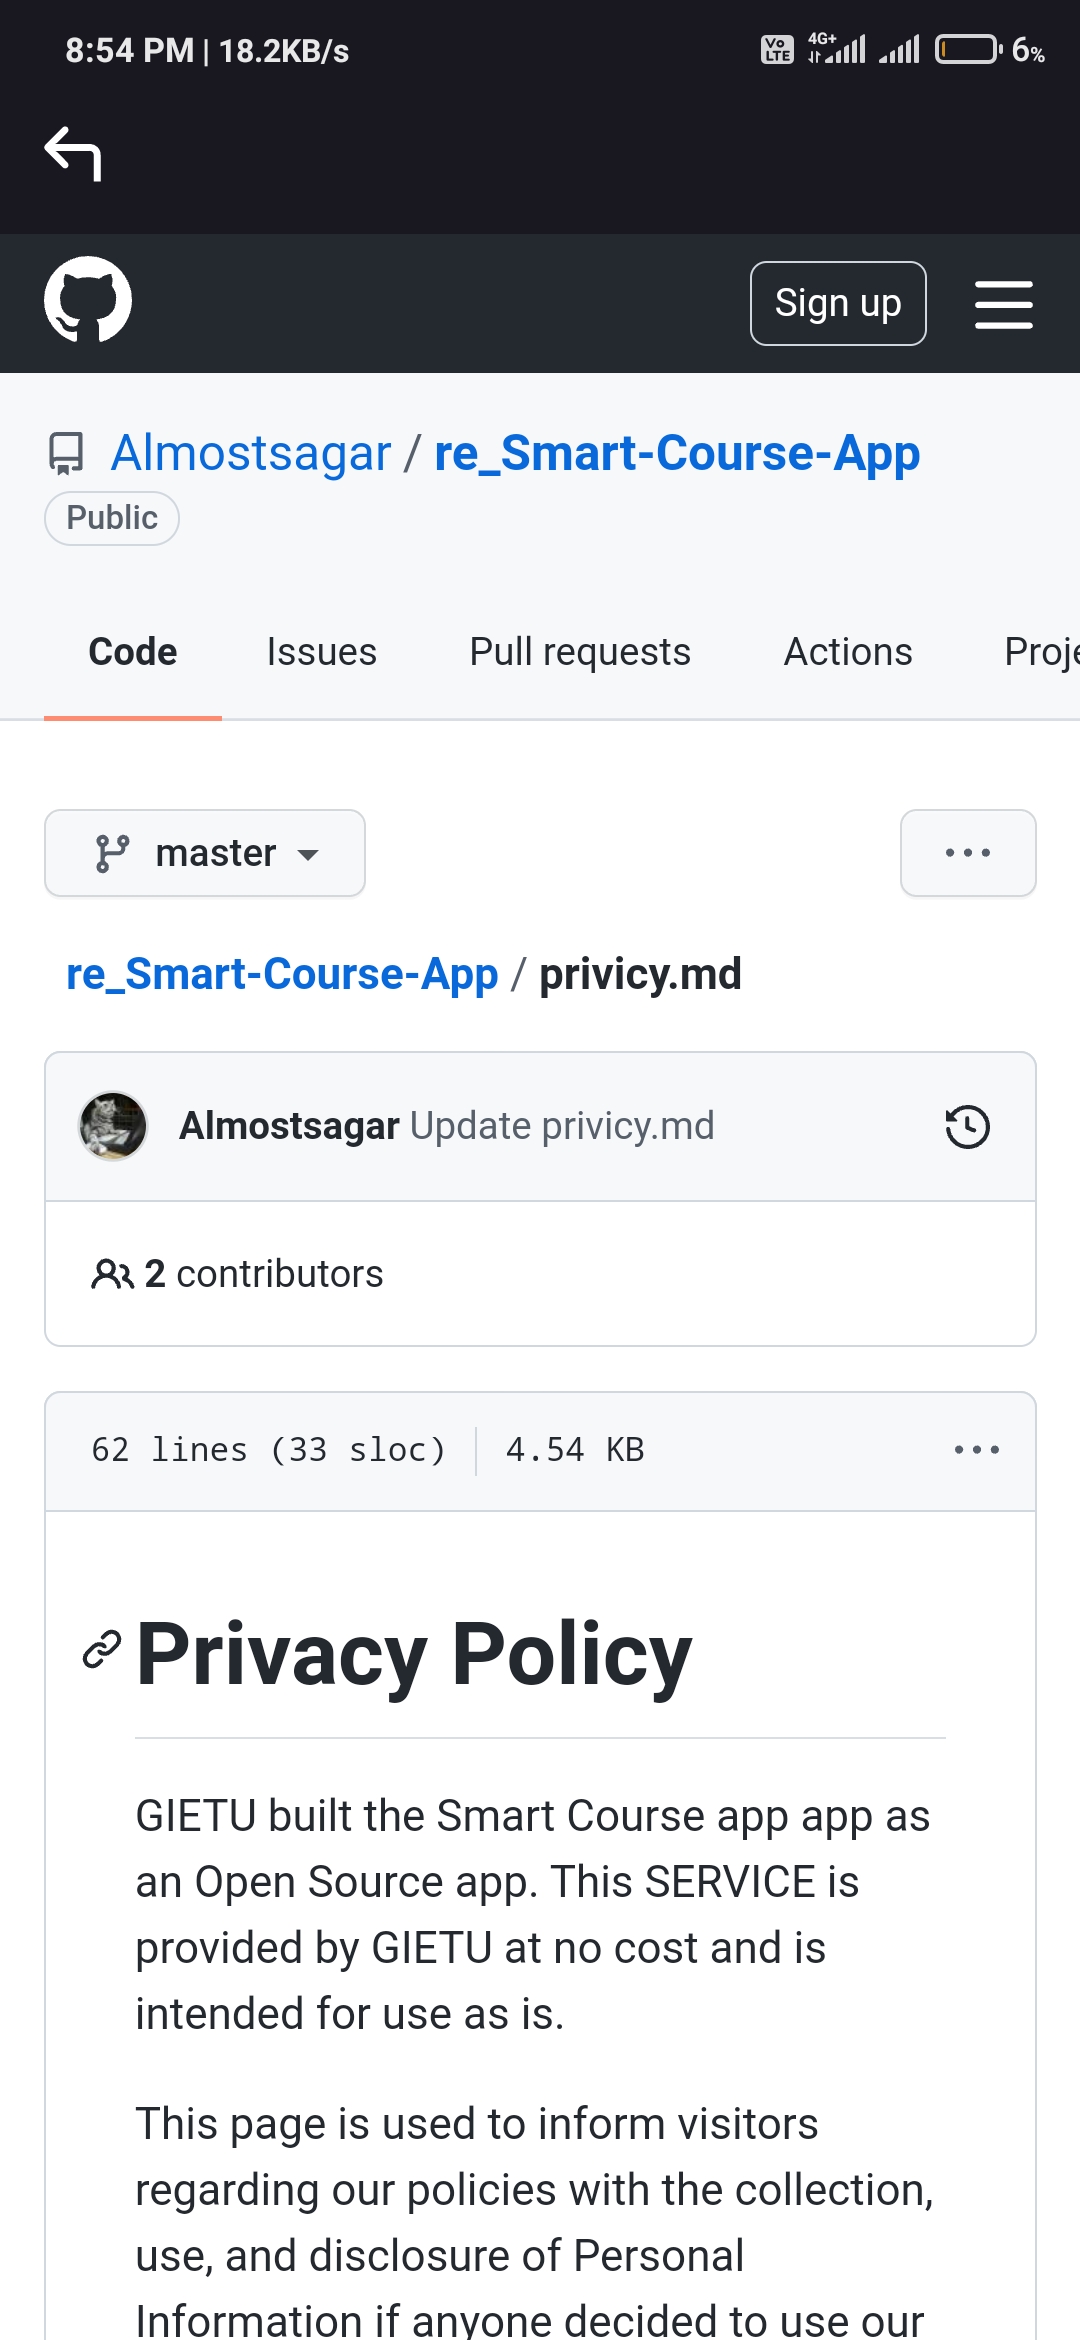 8:54 PM | 18.2KB/s Vo LTE 4G+ 6%
Sign up
Almostsagar / re_Smart-Course-App
Public
Code Issues Pull requests Actions Proje
master
re_Smart-Course-App / privicy.md
Almostsagar Update privicy.md
2 contributors
62 lines (33 sloc) 4.54 KB
Privacy Policy
GIETU built the Smart Course app app as
an Open Source app. This SERVICE is
provided by GIETU at no cost and is
intended for use as is.
This page is used to inform visitors
regarding our policies with the collection,
use, and disclosure of Personal
Information if anyone decided to use our